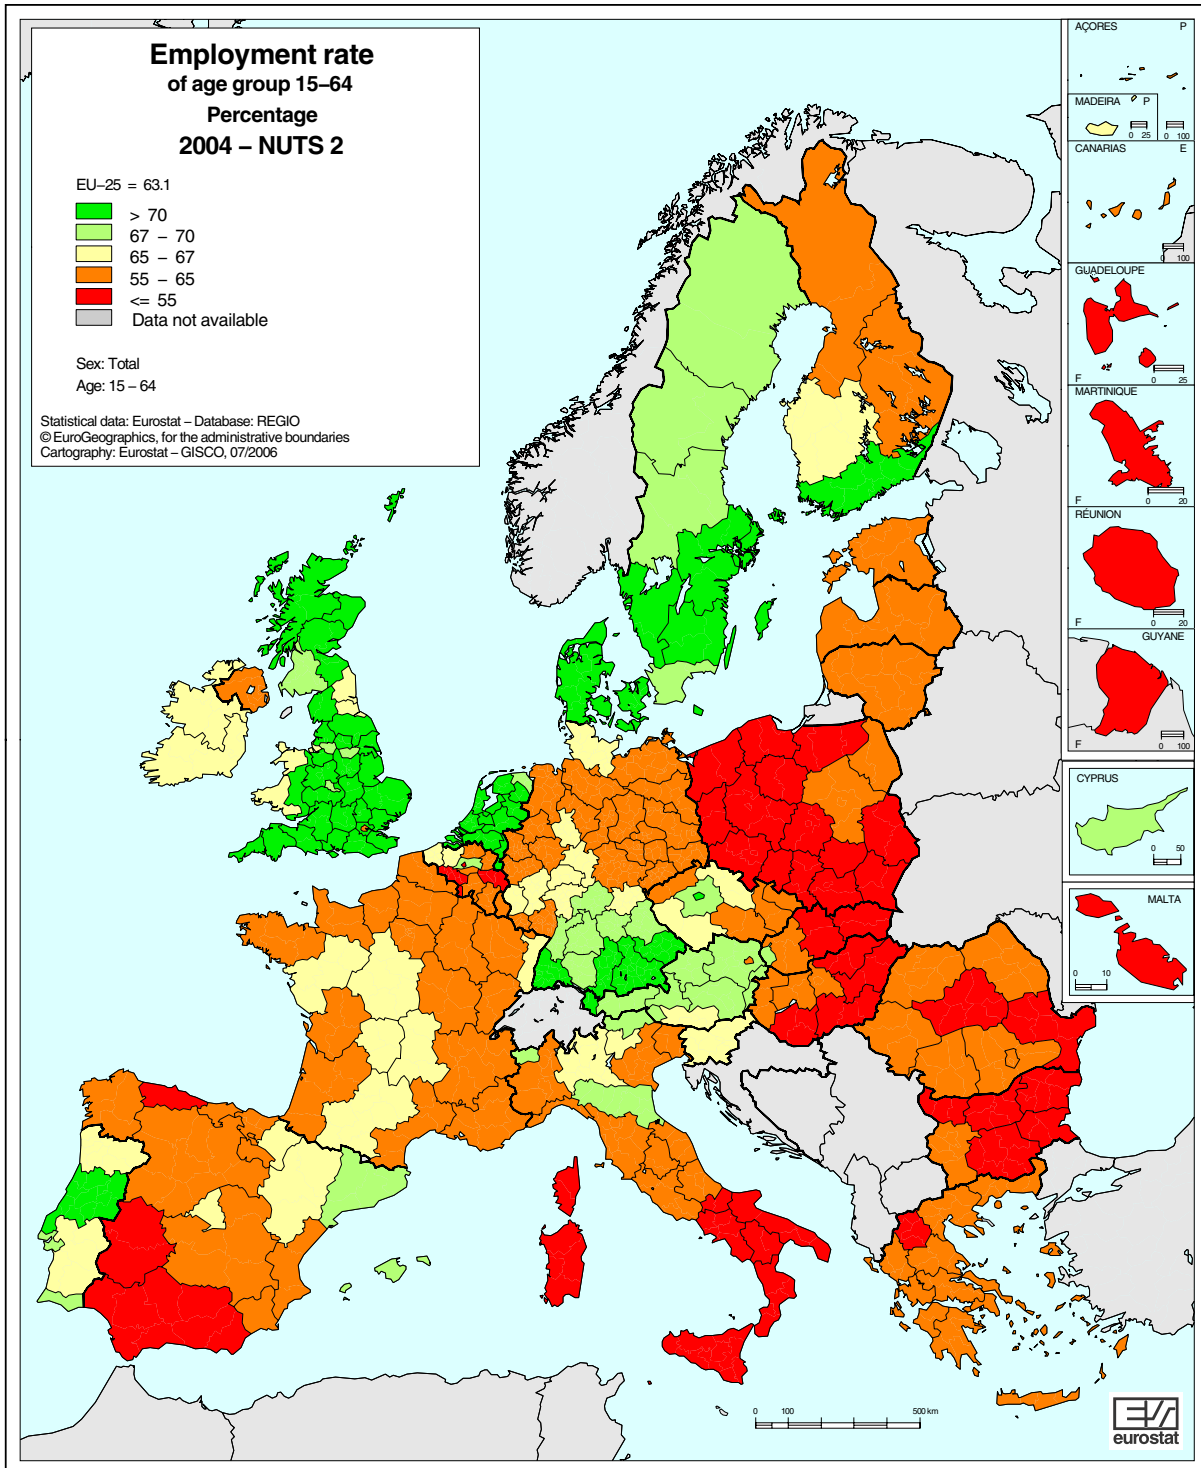 Employment rate
of age group 15–64
Percentage
2004 – NUTS 2
EU–25 = 63.1
> 70
67 – 70
65 – 67
55 – 65
<= 55
Data not available
Sex: Total
Age: 15 – 64
Statistical data: Eurostat – Database: REGIO
© EuroGeographics, for the administrative boundaries
Cartography: Eurostat – GISCO, 07/2006
AÇORES P
MADEIRA P
0 25
0 100
CANARIAS E
0 100
GUADELOUPE
F 0 25
MARTINIQUE
F 0 20
RÉUNION
F 0 20
GUYANE
F 0 100
CYPRUS
0 50
MALTA
0 10
0 100 500 km
eurostat